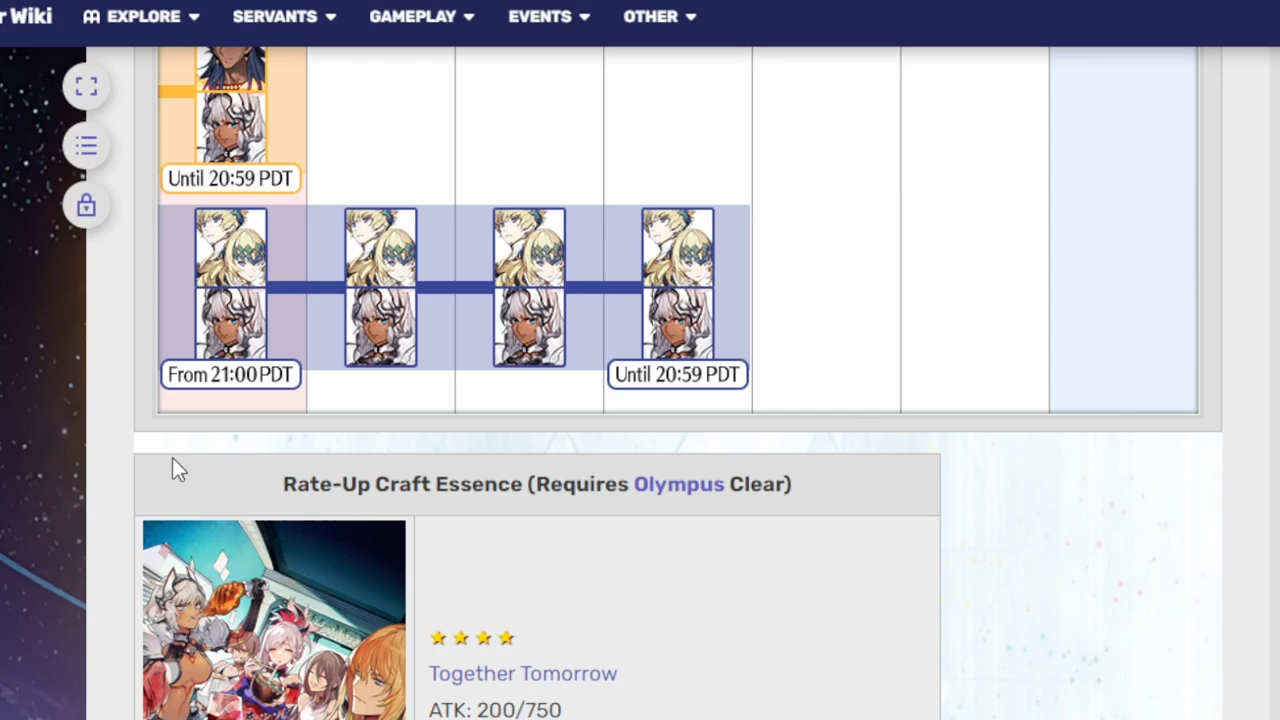 r Wiki EXPLORE SERVANTS GAMEPLAY EVENTS OTHER
Until 20:59 PDT
From 21:00 PDT Until 20:59 PDT
Rate-Up Craft Essence (Requires Olympus Clear)
Together Tomorrow
ATK: 200/750